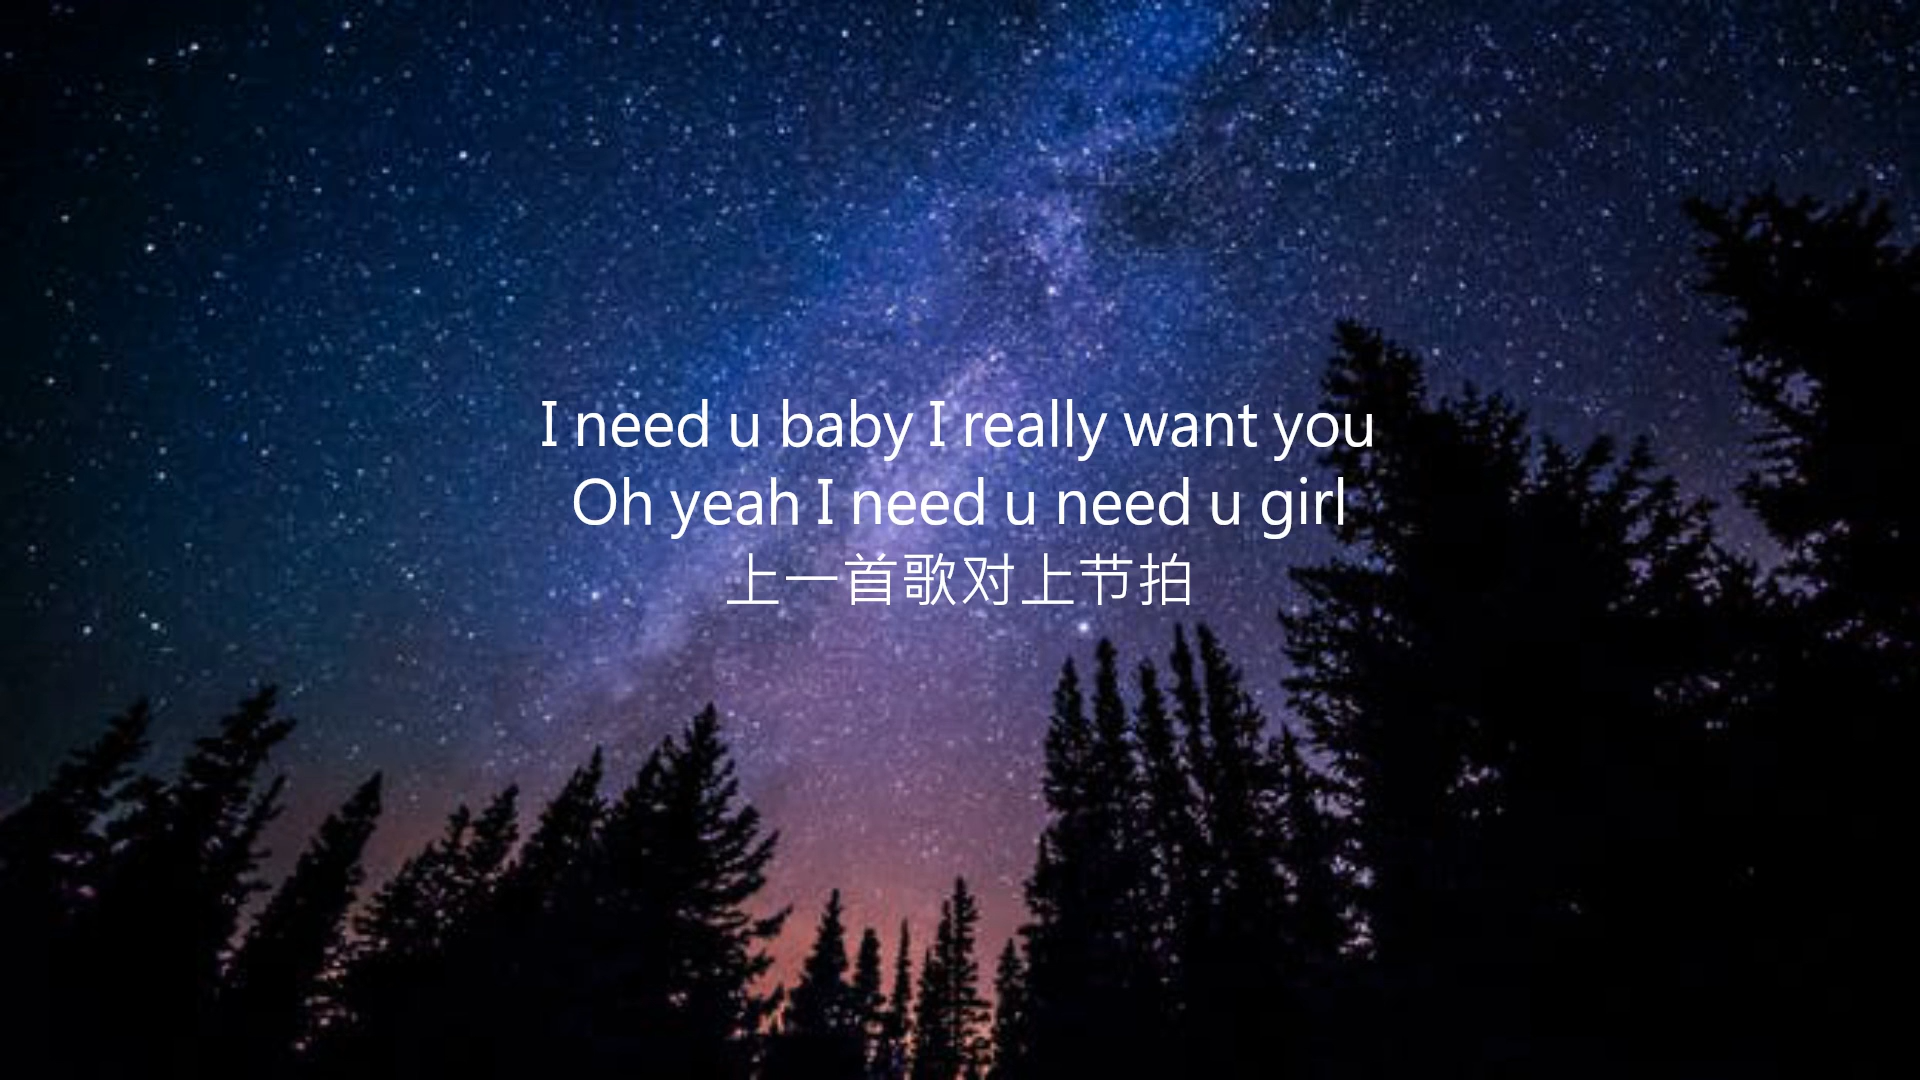 I need u baby I really want you
Oh yeah I need u need u girl
上一首歌对上节拍